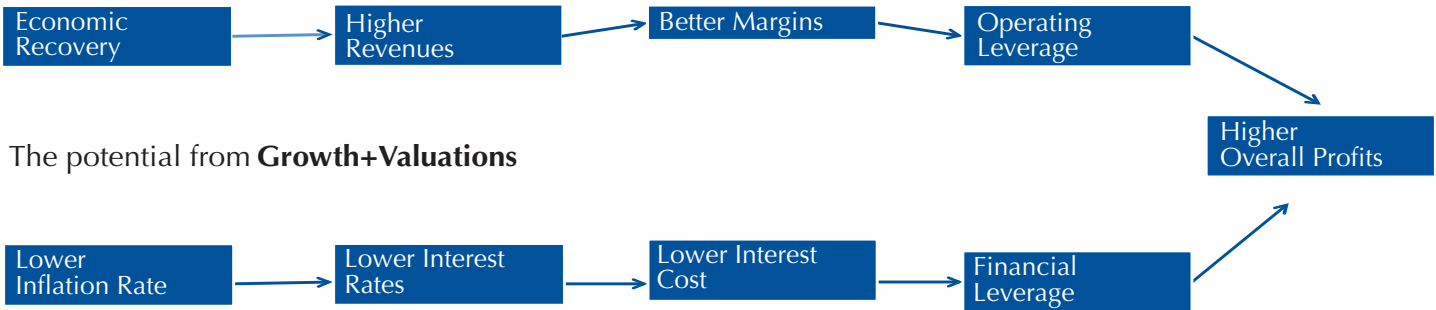 Economic
Recovery
Higher
Revenues
Better Margins
Operating
Leverage
Higher
Overall Profits
The potential from Growth+Valuations
Lower
Inflation Rate
Lower Interest
Rates
Lower Interest
Cost
Financial
Leverage